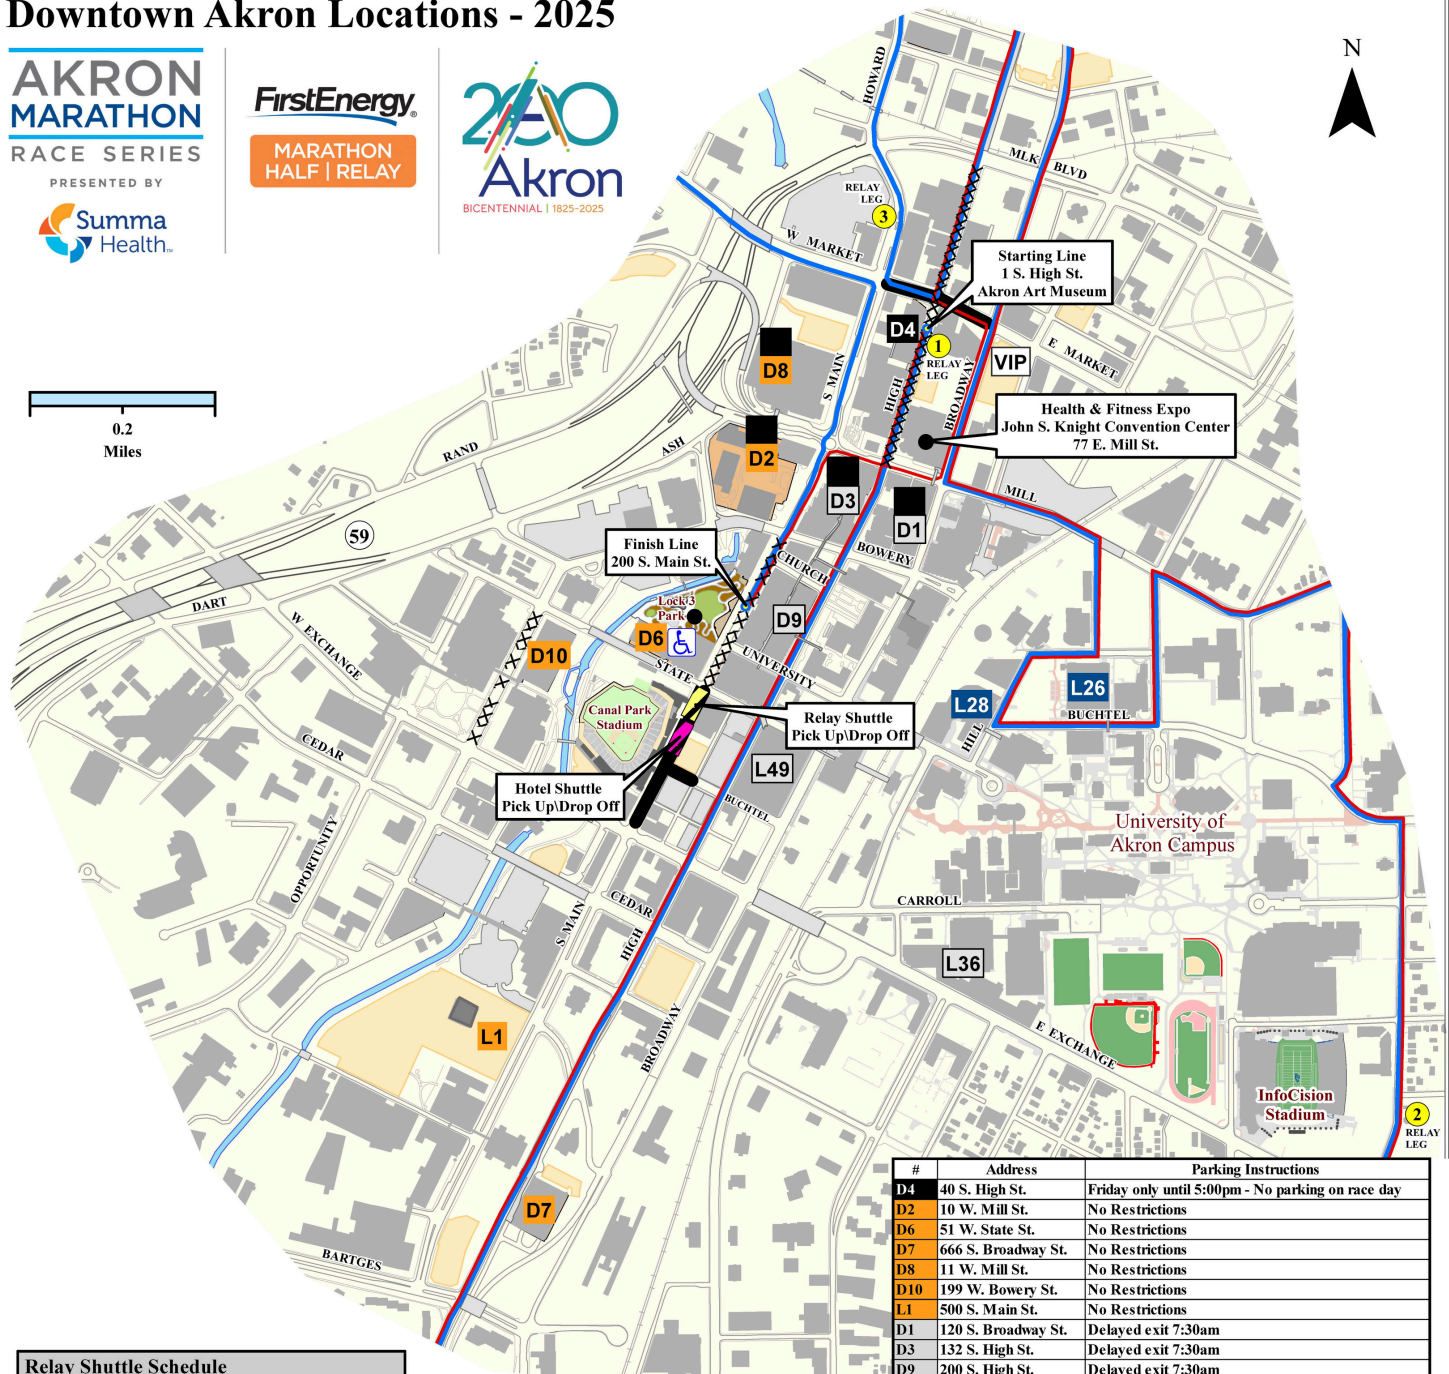 Downtown Akron Locations - 2025
AKRON
MARATHON
RACE SERIES
PRESENTED BY
Summa
Health™
FirstEnergy®
MARATHON
HALF | RELAY
200
Akron
BICENTENNIAL | 1825-2025
N
0.2
Miles
HOWARD
MLK BLVD
RELAY
LEG
3
W MARKET
Starting Line
1 S. High St.
Akron Art Museum
D4
1
RELAY
LEG
VIP
E MARKET
D8
S MAIN
HIGH
BROADWAY
Health & Fitness Expo
John S. Knight Convention Center
77 E. Mill St.
RAND
ASH
D2
D3
D1
MILL
59
Finish Line
200 S. Main St.
CHURCH
BOWERY
DART
W EXCHANGE
Lock 3
Park
D6
D9
D10
STATE
UNIVERSITY
L26
L28
BUCHTEL
HILL
Canal Park
Stadium
Relay Shuttle
Pick Up\Drop Off
CEDAR
L49
Hotel Shuttle
Pick Up\Drop Off
BUCHTEL
University of
Akron Campus
OPPORTUNITY
CEDAR
CARROLL
S MAIN
HIGH
L36
L1
BROADWAY
E EXCHANGE
InfoCision
Stadium
2
RELAY
LEG
D7
BARTGES
# Address Parking Instructions
D4 40 S. High St. Friday only until 5:00pm - No parking on race day
D2 10 W. Mill St. No Restrictions
D6 51 W. State St. No Restrictions
D7 666 S. Broadway St. No Restrictions
D8 11 W. Mill St. No Restrictions
D10 199 W. Bowery St. No Restrictions
L1 500 S. Main St. No Restrictions
D1 120 S. Broadway St. Delayed exit 7:30am
D3 132 S. High St. Delayed exit 7:30am
D9 200 S. High St. Delayed exit 7:30am
Relay Shuttle Schedule